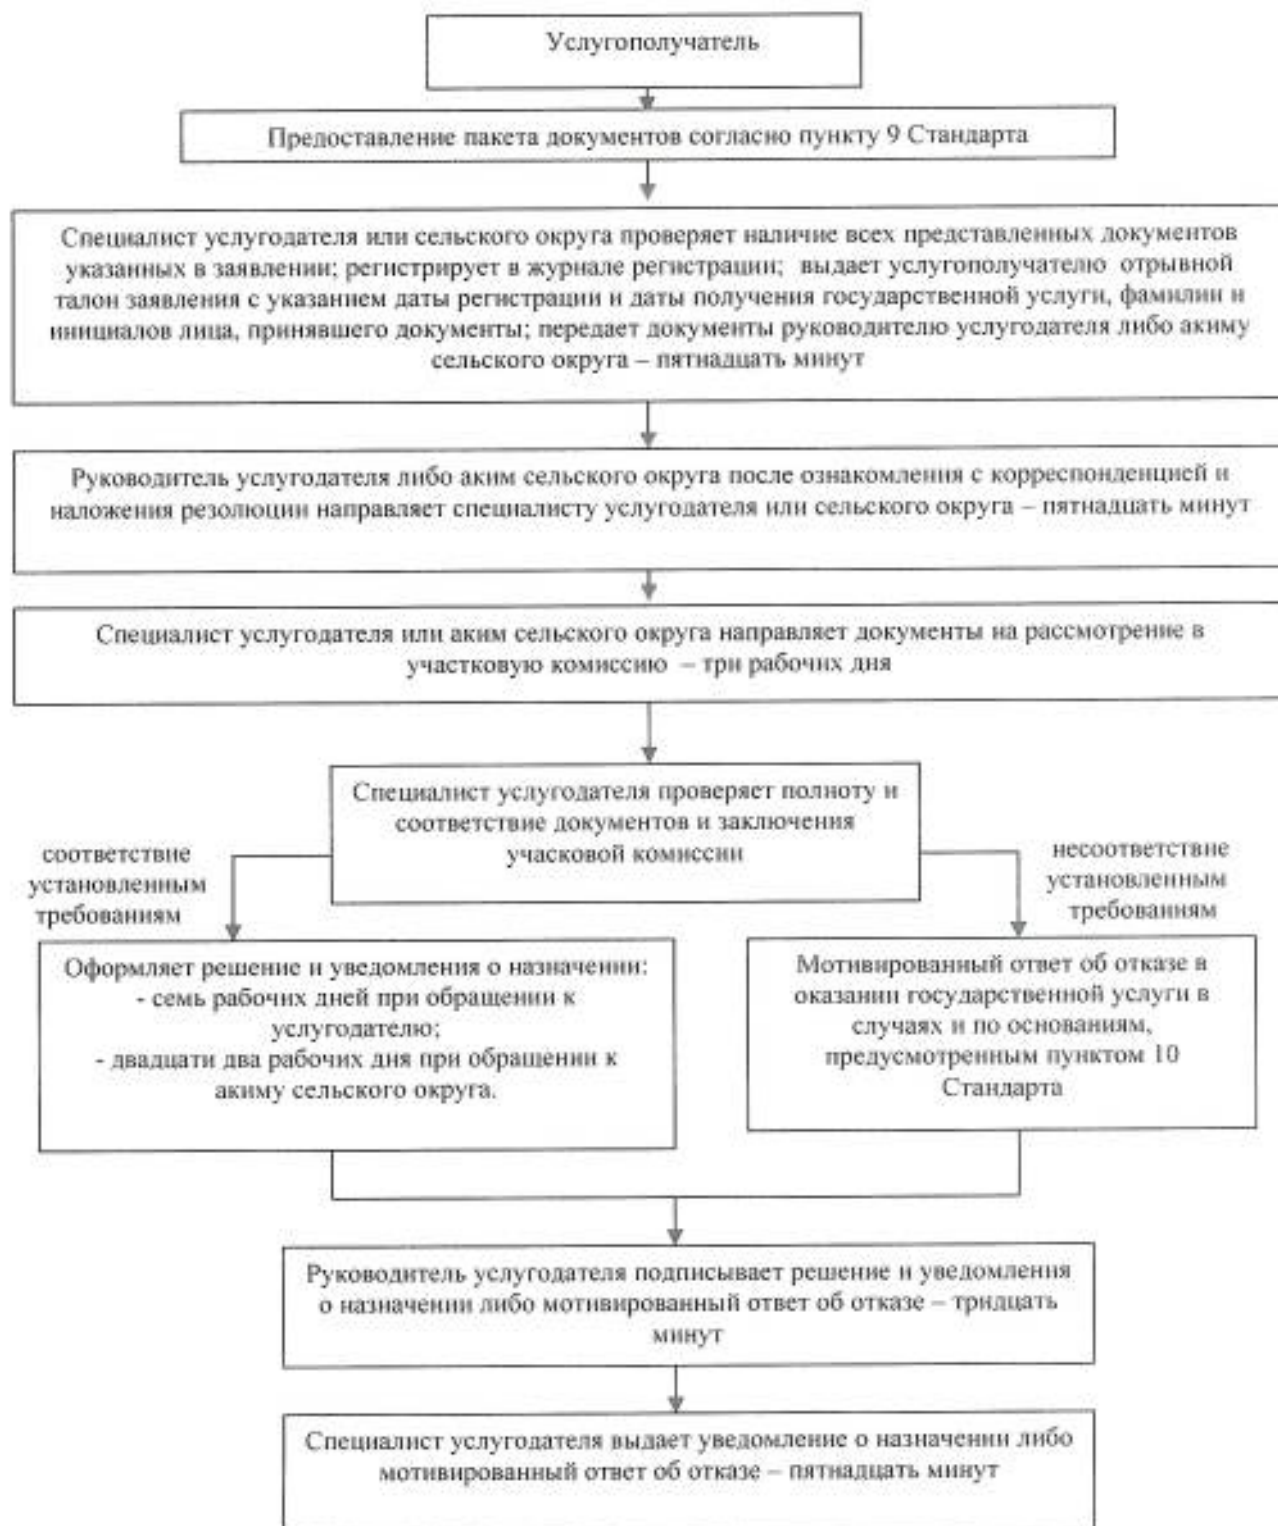 Услугополучатель
Предоставление пакета документов согласно пункту 9 Стандарта
Специалист услугодателя или сельского округа проверяет наличие всех представленных документов
указанных в заявлении; регистрирует в журнале регистрации; выдает услугополучателю отрывной
талон заявления с указанием даты регистрации и даты получения государственной услуги, фамилии и
инициалов лица, принявшего документы; передает документы руководителю услугодателя либо акиму
сельского округа – пятнадцать минут
Руководитель услугодателя либо аким сельского округа после ознакомления с корреспонденцией и
наложения резолюции направляет специалисту услугодателя или сельского округа – пятнадцать минут
Специалист услугодателя или аким сельского округа направляет документы на рассмотрение в
участковую комиссию – три рабочих дня
Специалист услугодателя проверяет полноту и
соответствие документов и заключения
учасковой комиссии
соответствие
установленным
требованиям
несоответствие
установленным
требованиям
Оформляет решение и уведомления о назначении:
- семь рабочих дней при обращении к
услугодателю;
- двадцати два рабочих дня при обращении к
акиму сельского округа.
Мотивированный ответ об отказе в
оказании государственной услуги в
случаях и по основаниям,
предусмотренным пунктом 10
Стандарта
Руководитель услугодателя подписывает решение и уведомления
о назначении либо мотивированный ответ об отказе – тридцать
минут
Специалист услугодателя выдает уведомление о назначении либо
мотивированный ответ об отказе – пятнадцать минут